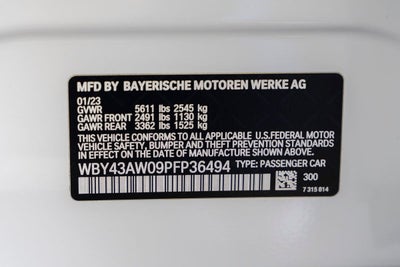 MFD BY BAYERISCHE MOTOREN WERKE AG
01/23
GVWR 5611 lbs 2545 kg
GAWR FRONT 2491 lbs 1130 kg
GAWR REAR 3362 lbs 1525 kg
THIS VEHICLE CONFORMS TO ALL APPLICABLE
U.S.FEDERAL MOTOR
VEHICLE SAFETY, BUMPER, AND THEFT PREVENTION
STANDARDS IN EFFECT ON THE DATE OF
MANUFACTURE SHOWN ABOVE.
WBY43AW09PFP36494 TYPE: PASSENGER CAR
300
7 315 814